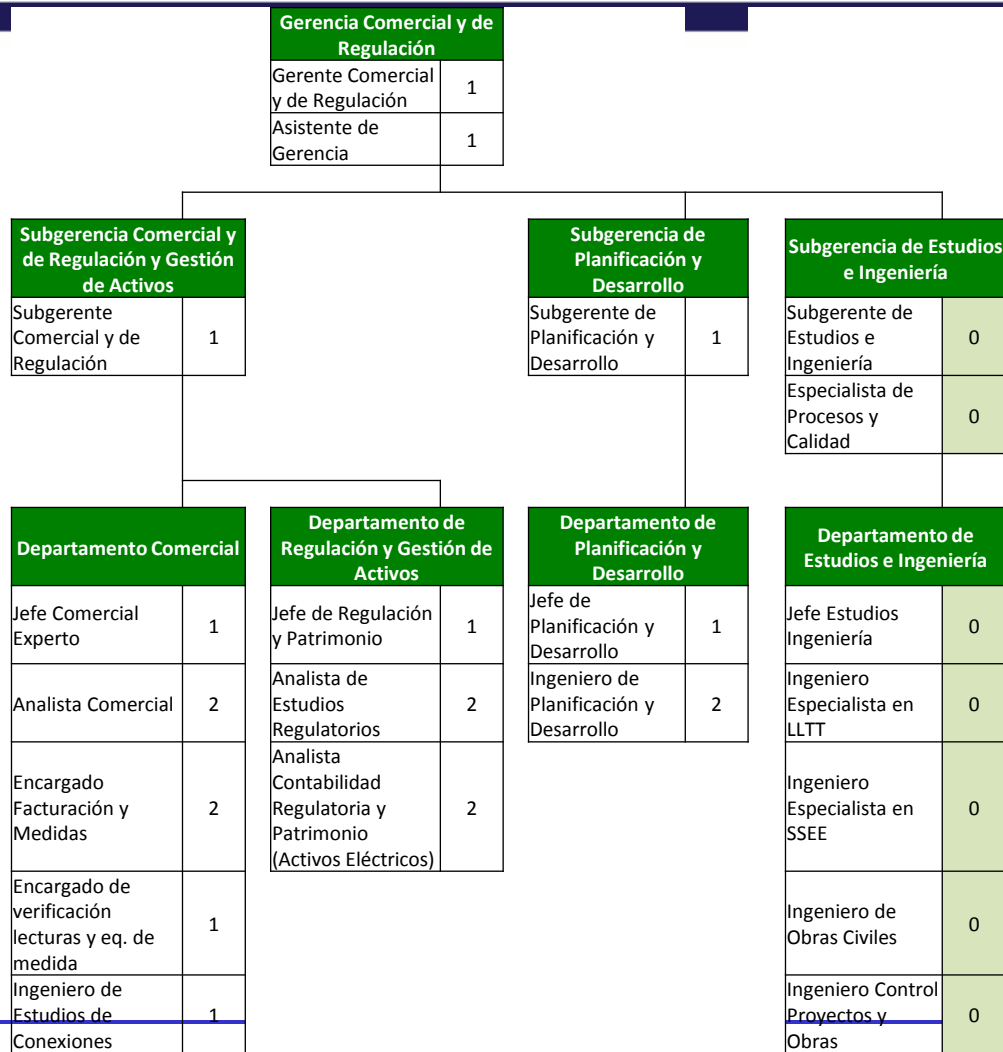 Gerencia Comercial y de
Regulación
Gerente Comercial
y de Regulación
1
Asistente de
Gerencia
1
Subgerencia Comercial y
de Regulación y Gestión
de Activos
Subgerente
Comercial y de
Regulación
1
Subgerencia de
Planificación y
Desarrollo
Subgerente de
Planificación y
Desarrollo
1
Subgerencia de Estudios
e Ingeniería
Subgerente de
Estudios e
Ingeniería
0
Especialista de
Procesos y
Calidad
0
Departamento Comercial
Jefe Comercial
Experto
1
Analista Comercial
2
Encargado
Facturación y
Medidas
2
Encargado de
verificación
lecturas y eq. de
medida
1
Ingeniero de
Estudios de
Conexiones
1
Departamento de
Regulación y Gestión de
Activos
Jefe de Regulación
y Patrimonio
1
Analista de
Estudios
Regulatorios
2
Analista
Contabilidad
Regulatoria y
Patrimonio
(Activos Eléctricos)
2
Departamento de
Planificación y
Desarrollo
Jefe de
Planificación y
Desarrollo
1
Ingeniero de
Planificación y
Desarrollo
2
Departamento de
Estudios e Ingeniería
Jefe Estudios
Ingeniería
0
Ingeniero
Especialista en
LLTT
0
Ingeniero
Especialista en
SSEE
0
Ingeniero de
Obras Civiles
0
Ingeniero Control
Proyectos y
Obras
0